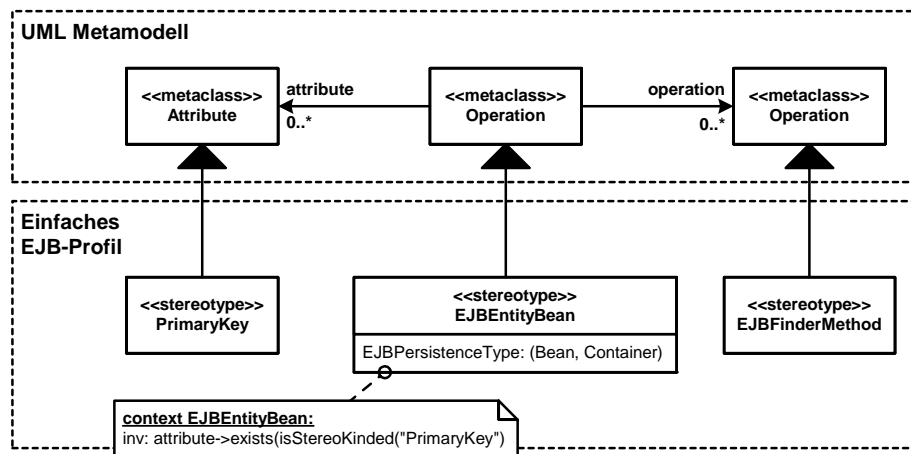 UML Metamodell
<<metaclass>>
Attribute
attribute
0..*
<<metaclass>>
Operation
operation
0..*
<<metaclass>>
Operation
Einfaches
EJB-Profil
<<stereotype>>
PrimaryKey
<<stereotype>>
EJBEntityBean
EJBPersistenceType: (Bean, Container)
<<stereotype>>
EJBFinderMethod
context EJBEntityBean:
inv: attribute->exists(isStereoKinded("PrimaryKey")